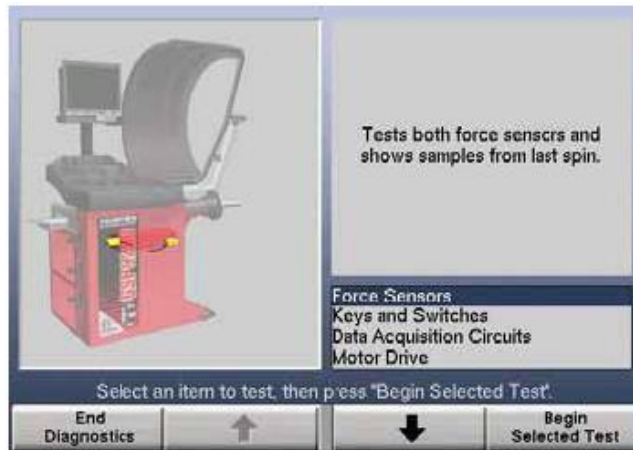 Tests both force sensors and
shows samples from last spin.
Force Sensors
Keys and Switches
Data Acquisition Circuits
Motor Drive
Select an item to test, then press "Begin Selected Test".
End
Diagnostics
Begin
Selected Test